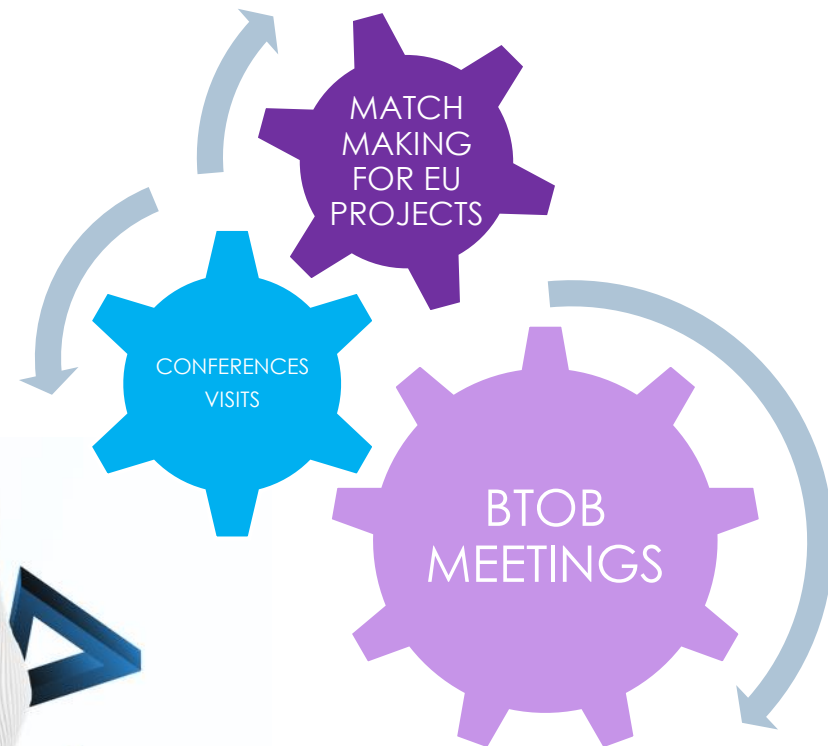 MATCH
MAKING
FOR EU
PROJECTS
CONFERENCES
VISITS
BTOB
MEETINGS